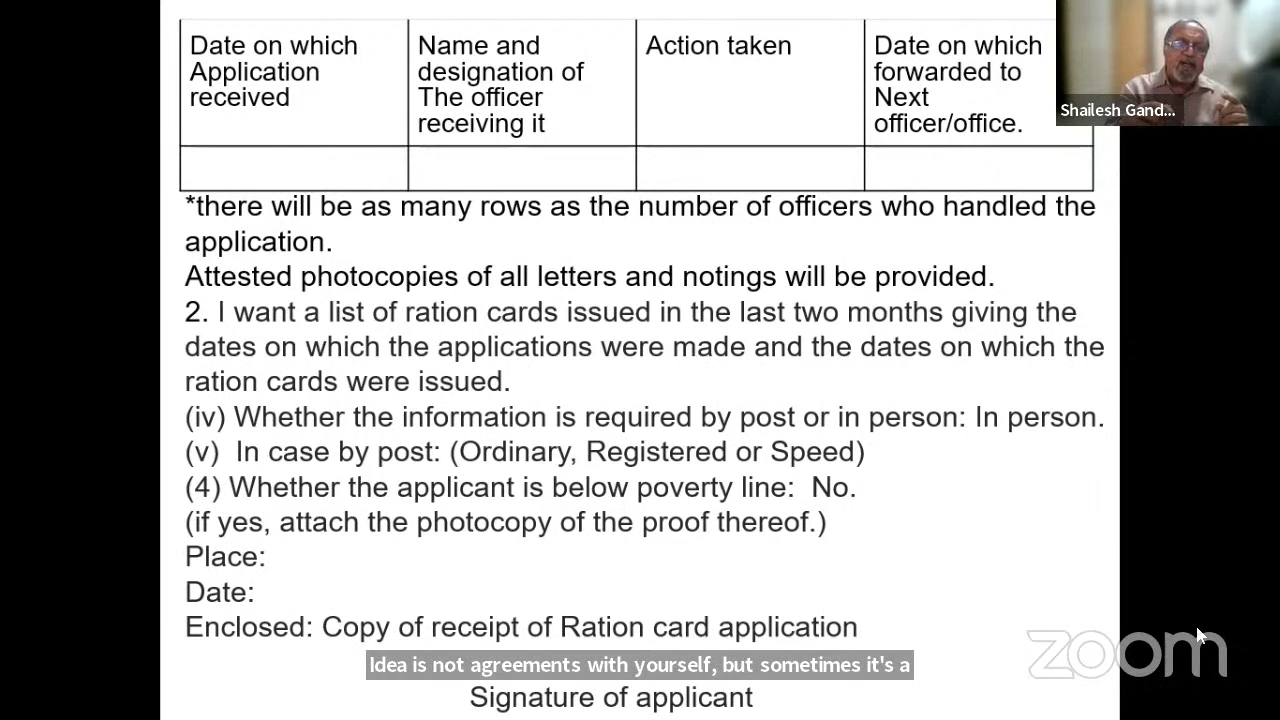 Date on which
Application
received
Name and
designation of
The officer
receiving it
Action taken
Date on which
forwarded to
Next
officer/office.
Shailesh Gand...
*there will be as many rows as the number of officers who handled the
application.
Attested photocopies of all letters and notings will be provided.
2. I want a list of ration cards issued in the last two months giving the
dates on which the applications were made and the dates on which the
ration cards were issued.
(iv) Whether the information is required by post or in person: In person.
(v) In case by post: (Ordinary, Registered or Speed)
(4) Whether the applicant is below poverty line: No.
(if yes, attach the photocopy of the proof thereof.)
Place:
Date:
Enclosed: Copy of receipt of Ration card application
zoom
Idea is not agreements with yourself, but sometimes it's a
Signature of applicant